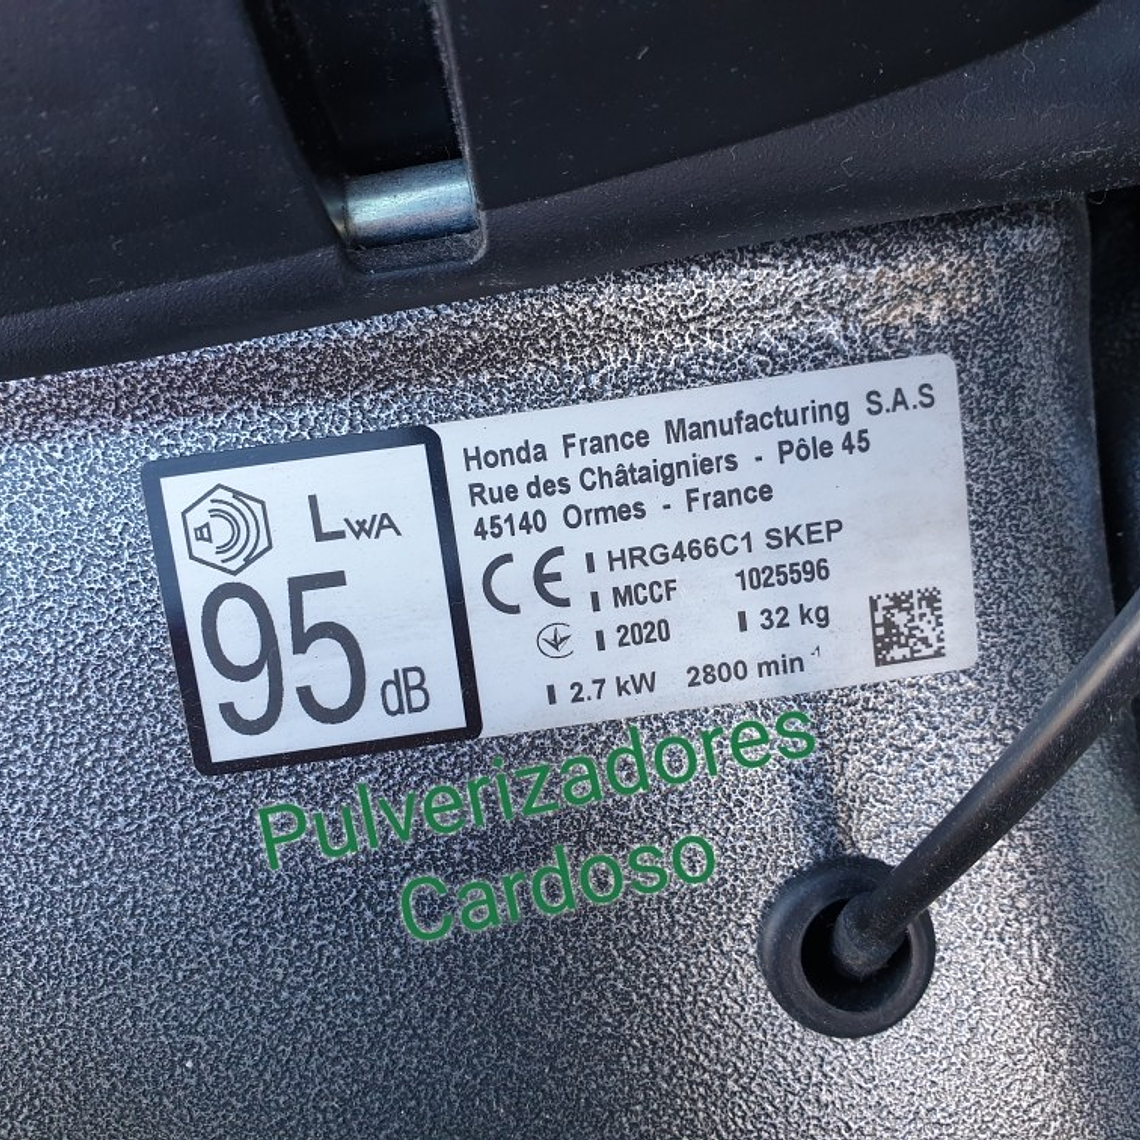 LWA
95 dB
Honda France Manufacturing S.A.S
Rue des Châtaigniers - Pôle 45
45140 Ormes - France
CE
HRG466C1 SKEP
MCCF 1025596
2020 32 kg
2.7 kW 2800 min⁻¹
Pulverizadores
Cardoso